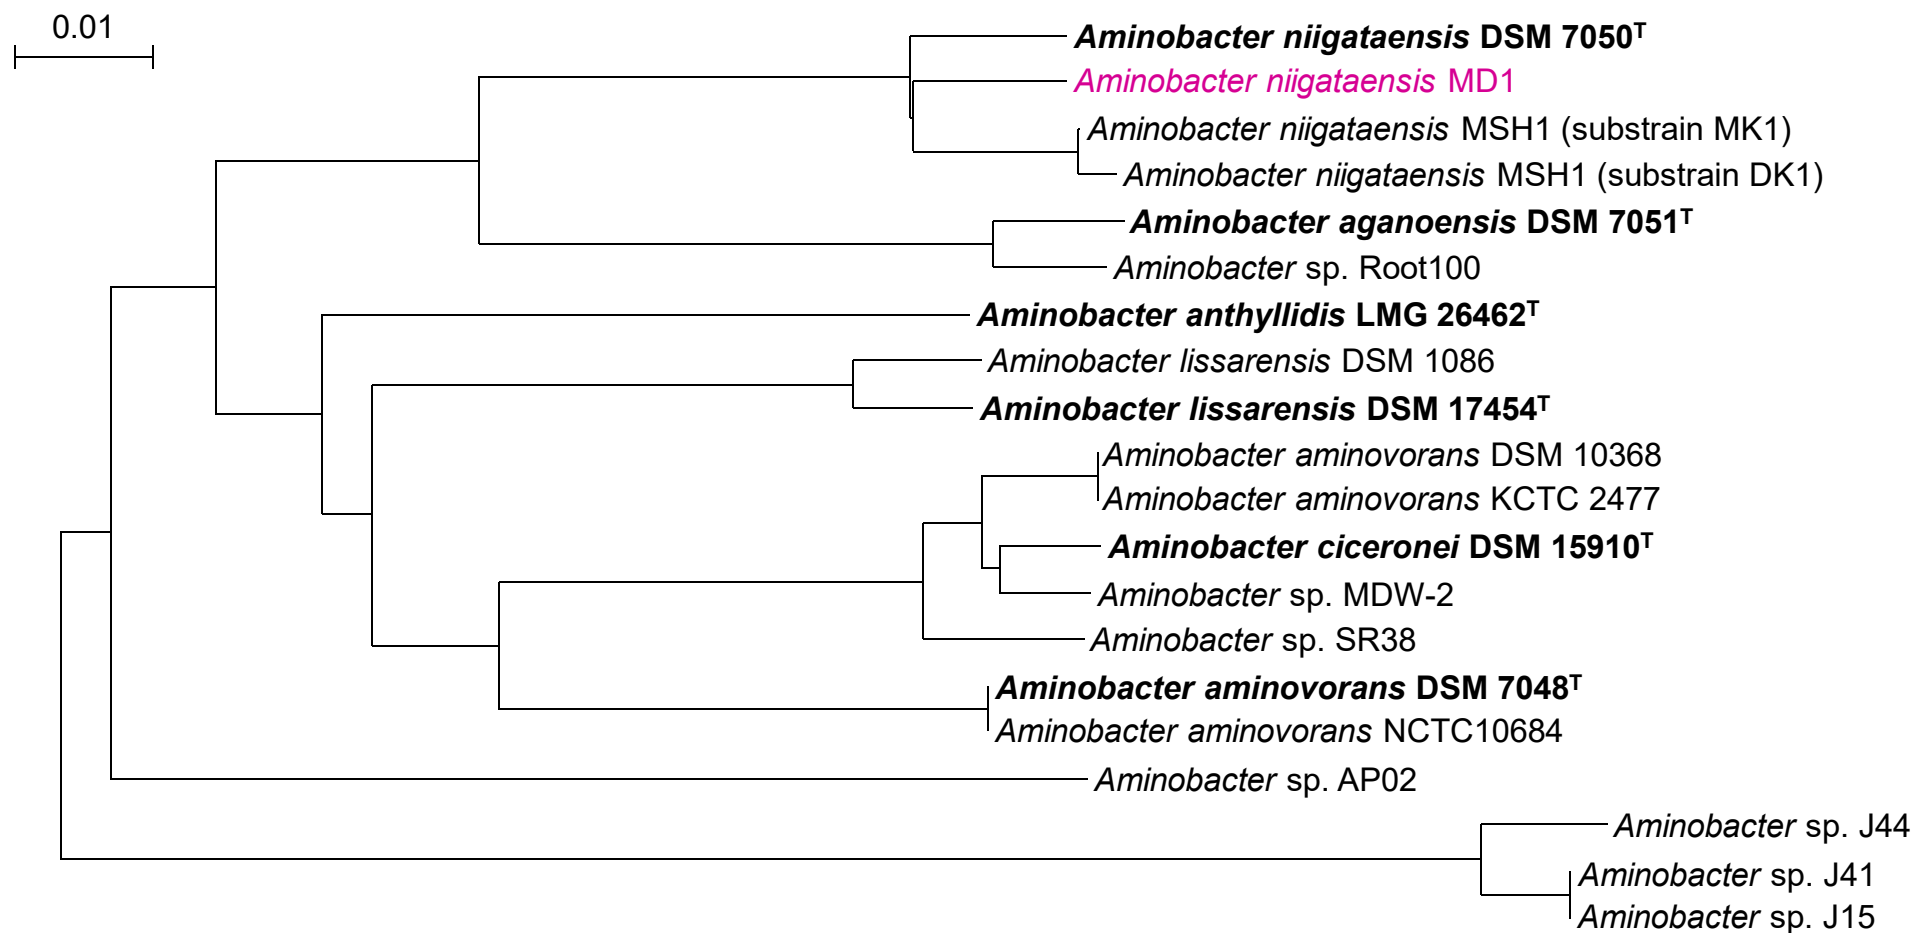 0.01
Aminobacter niigataensis DSM 7050ᵀ
Aminobacter niigataensis MD1
Aminobacter niigataensis MSH1 (substrain MK1)
Aminobacter niigataensis MSH1 (substrain DK1)
Aminobacter aganoensis DSM 7051ᵀ
Aminobacter sp. Root100
Aminobacter anthyllidis LMG 26462ᵀ
Aminobacter lissarensis DSM 1086
Aminobacter lissarensis DSM 17454ᵀ
Aminobacter aminovorans DSM 10368
Aminobacter aminovorans KCTC 2477
Aminobacter ciceronei DSM 15910ᵀ
Aminobacter sp. MDW-2
Aminobacter sp. SR38
Aminobacter aminovorans DSM 7048ᵀ
Aminobacter aminovorans NCTC10684
Aminobacter sp. AP02
Aminobacter sp. J44
Aminobacter sp. J41
Aminobacter sp. J15